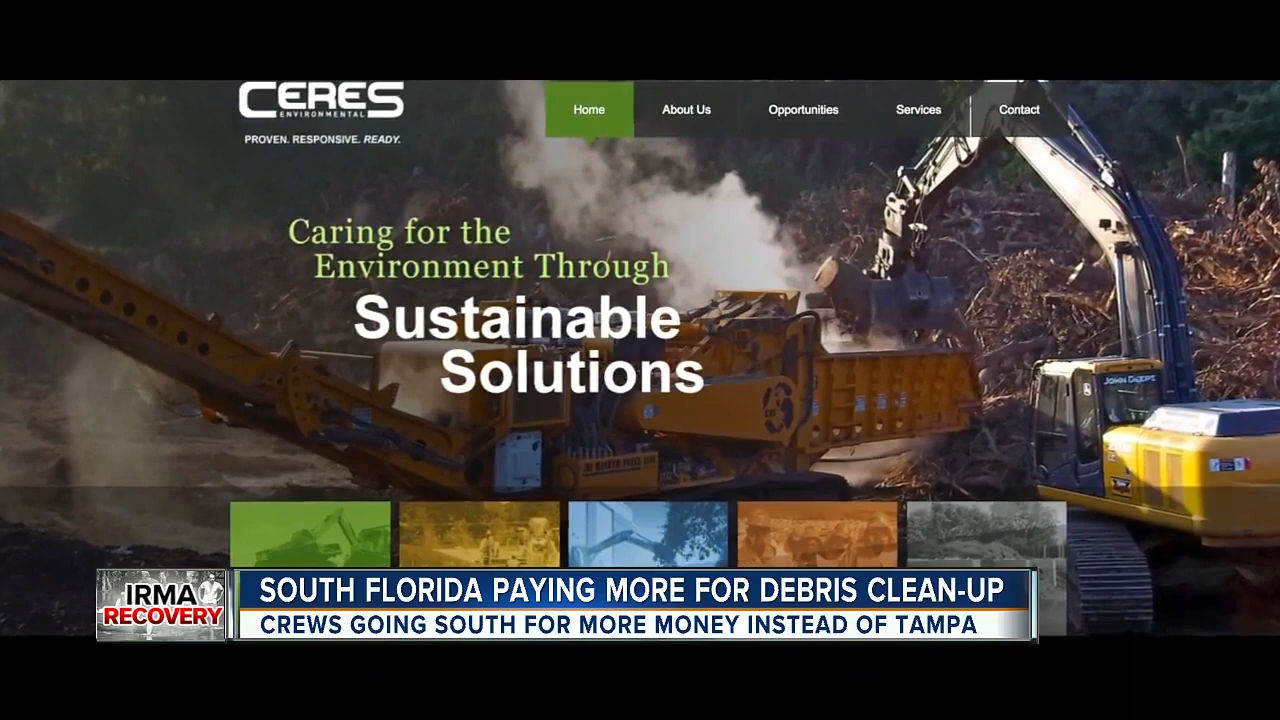 CERES
ENVIRONMENTAL
PROVEN. RESPONSIVE. READY.
Home
About Us
Opportunities
Services
Contact
Caring for the
Environment Through
Sustainable
Solutions
JOHN DEERE
IRMA
RECOVERY
SOUTH FLORIDA PAYING MORE FOR DEBRIS CLEAN-UP
CREWS GOING SOUTH FOR MORE MONEY INSTEAD OF TAMPA